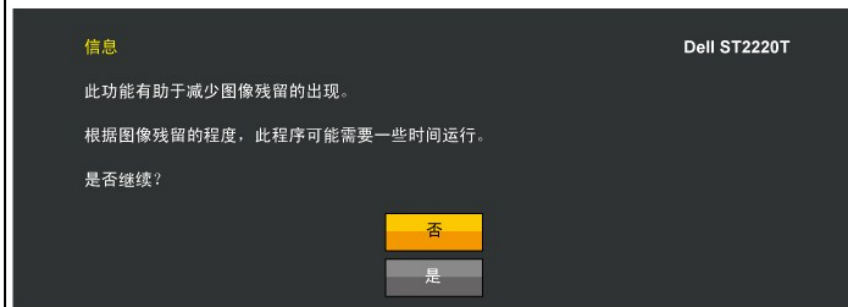 信息 Dell ST2220T
此功能有助于减少图像残留的出现。
根据图像残留的程度，此程序可能需要一些时间运行。
是否继续？
否
是